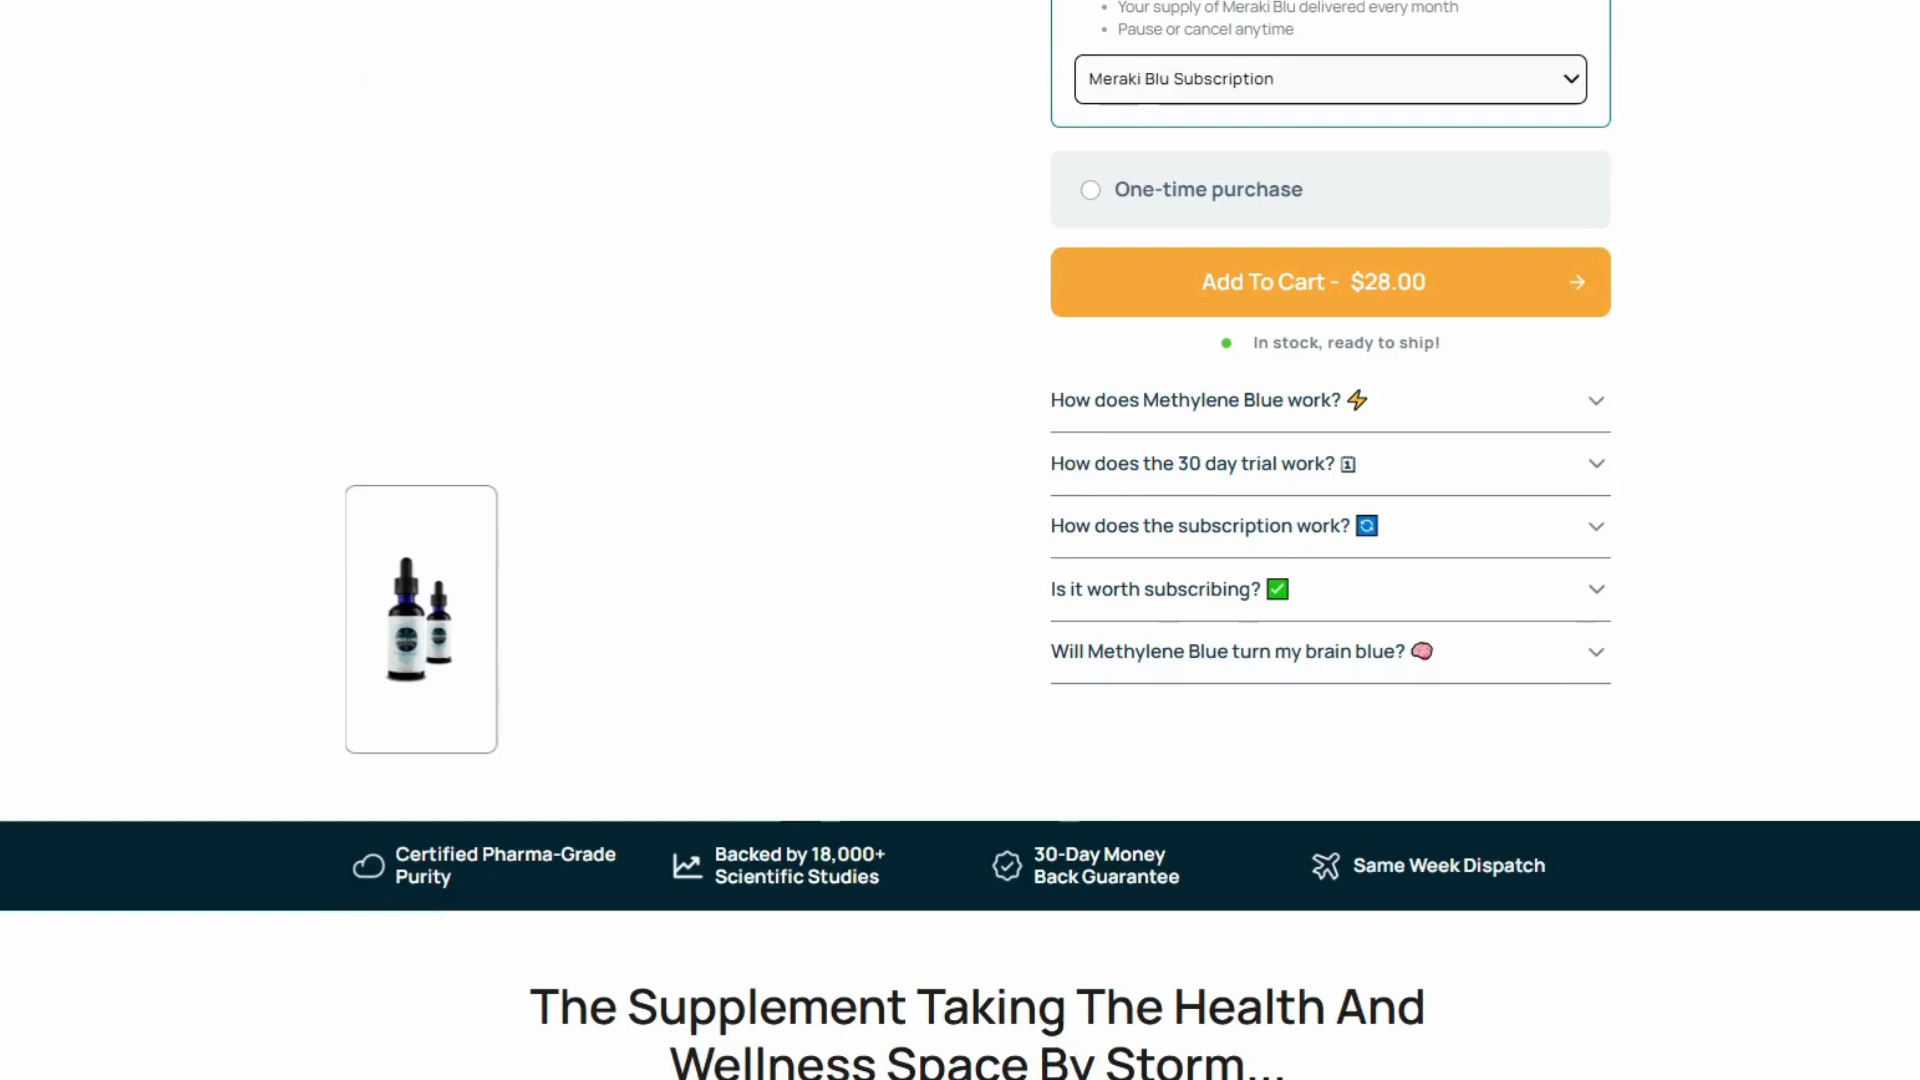 Your supply of Meraki Blu delivered every month
Pause or cancel anytime
Meraki Blu Subscription
One-time purchase
Add To Cart - $28.00
In stock, ready to ship!
How does Methylene Blue work? ⚡
How does the 30 day trial work?
How does the subscription work? 🔄
Is it worth subscribing? ✅
Will Methylene Blue turn my brain blue? 🧠
Certified Pharma-Grade
Purity
Backed by 18,000+
Scientific Studies
30-Day Money
Back Guarantee
Same Week Dispatch
The Supplement Taking The Health And
Wellness Space By Storm...